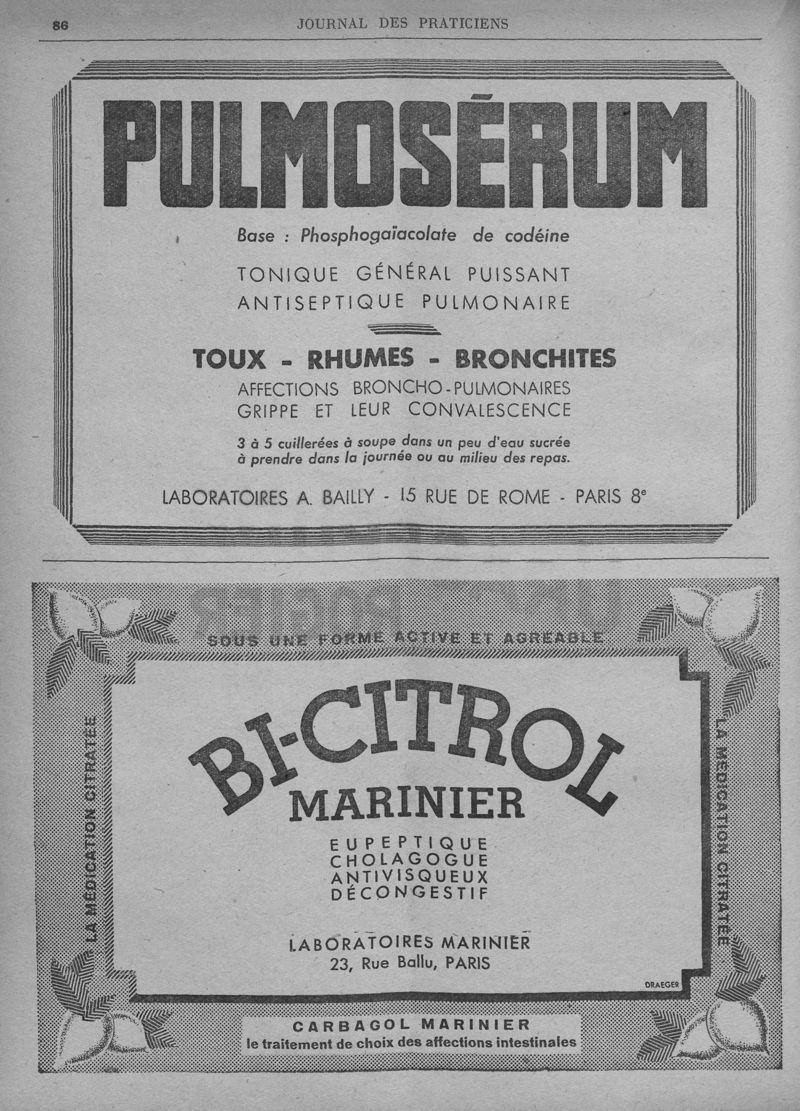 86
JOURNAL DES PRATICIENS
PULMOSÉRUM
Base : Phosphogaïacolate de codéine
TONIQUE GÉNÉRAL PUISSANT
ANTISEPTIQUE PULMONAIRE
TOUX - RHUMES - BRONCHITES
AFFECTIONS BRONCHO-PULMONAIRES
GRIPPE ET LEUR CONVALESCENCE
3 à 5 cuillerées à soupe dans un peu d'eau sucrée
à prendre dans la journée ou au milieu des repas.
LABORATOIRES A. BAILLY - 15 RUE DE ROME - PARIS 8e
SOUS UNE FORME ACTIVE ET AGRÉABLE
LA MÉDICATION CITRATÉE
BI-CITROL
MARINIER
EUPEPTIQUE
CHOLAGOGUE
ANTIVISQUEUX
DÉCONGESTIF
LABORATOIRES MARINIER
23, Rue Ballu, PARIS
DRAEGER
LA MÉDICATION CITRATÉE
CARBAGOL MARINIER
le traitement de choix des affections intestinales